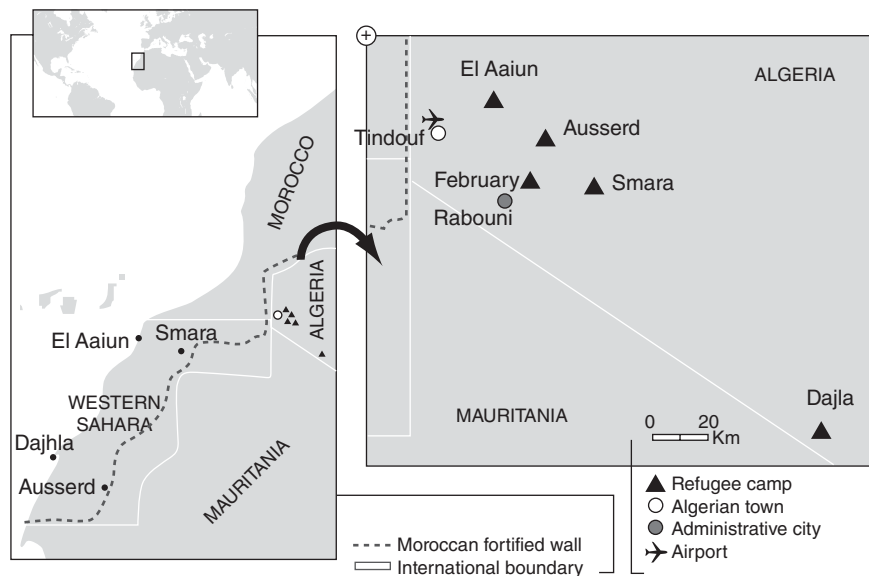 MOROCCO
ALGERIA
El Aaiun
Smara
WESTERN
SAHARA
Dajhla
Ausserd
MAURITANIA
+
El Aaiun
ALGERIA
Tindouf
Ausserd
February
Smara
Rabouni
MAURITANIA
0 20
Km
Dajla
Refugee camp
Algerian town
Administrative city
Airport
Moroccan fortified wall
International boundary